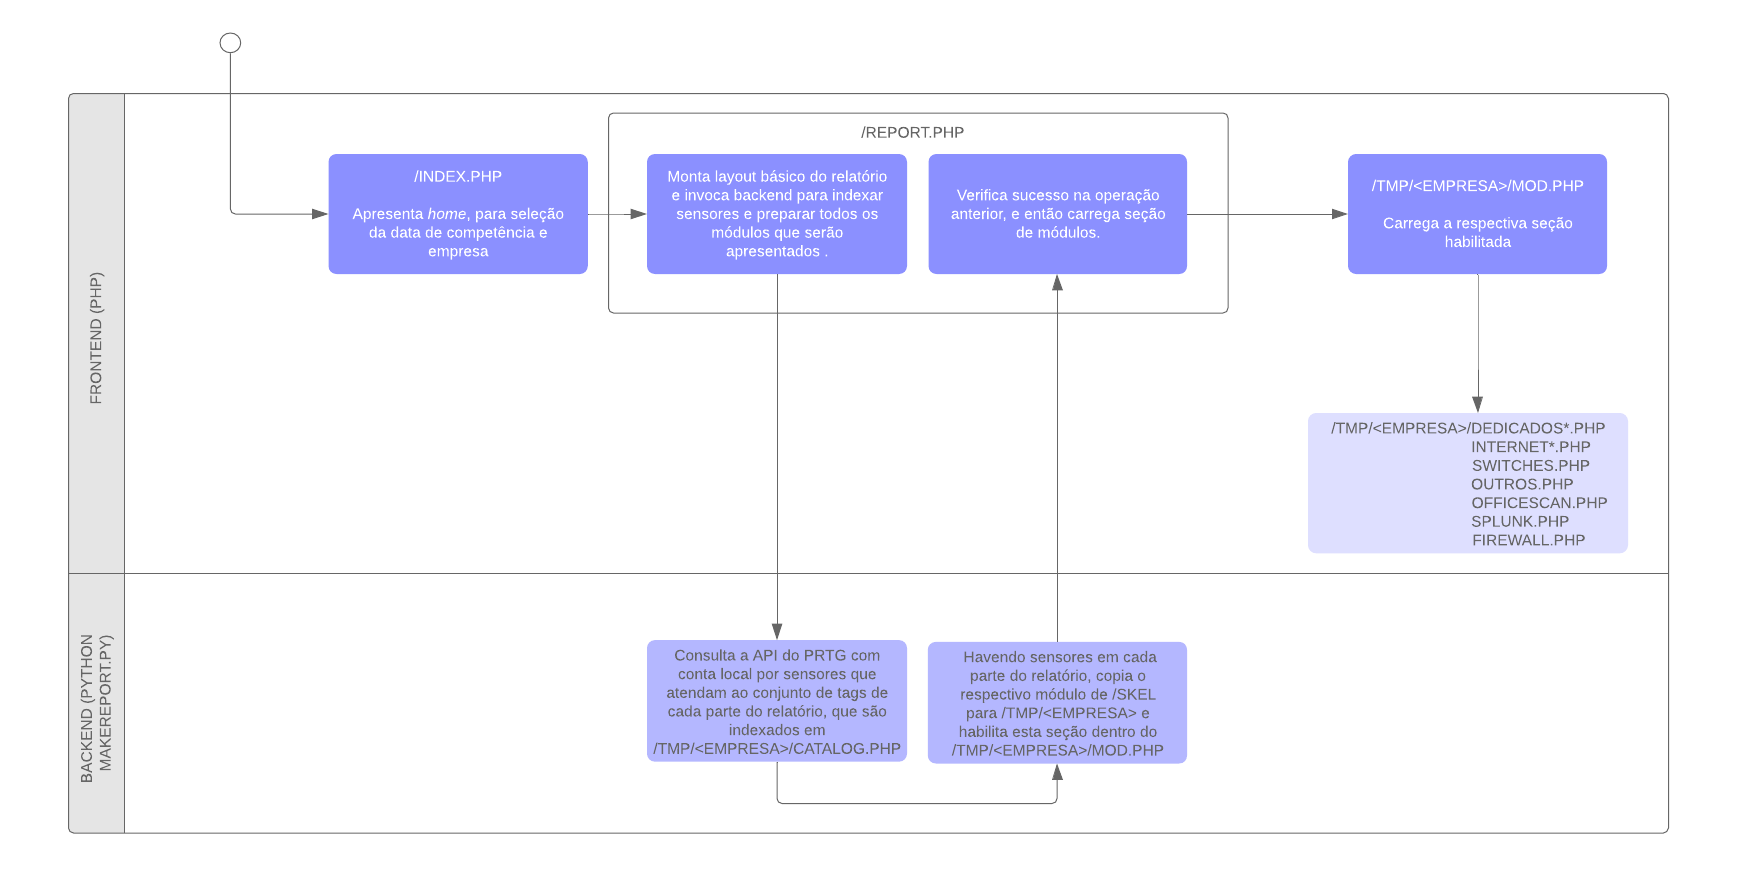 FRONTEND (PHP)
/INDEX.PHP
Apresenta home, para seleção
da data de competência e
empresa
/REPORT.PHP
Monta layout básico do relatório
e invoca backend para indexar
sensores e preparar todos os
módulos que serão
apresentados .
Verifica sucesso na operação
anterior, e então carrega seção
de módulos.
/TMP/<EMPRESA>/MOD.PHP
Carrega a respectiva seção
habilitada
/TMP/<EMPRESA>/DEDICADOS*.PHP
INTERNET*.PHP
SWITCHES.PHP
OUTROS.PHP
OFFICESCAN.PHP
SPLUNK.PHP
FIREWALL.PHP
BACKEND (PYTHON
MAKEREPORT.PY)
Consulta a API do PRTG com
conta local por sensores que
atendam ao conjunto de tags de
cada parte do relatório, que são
indexados em
/TMP/<EMPRESA>/CATALOG.PHP
Havendo sensores em cada
parte do relatório, copia o
respectivo módulo de /SKEL
para /TMP/<EMPRESA> e
habilita esta seção dentro do
/TMP/<EMPRESA>/MOD.PHP